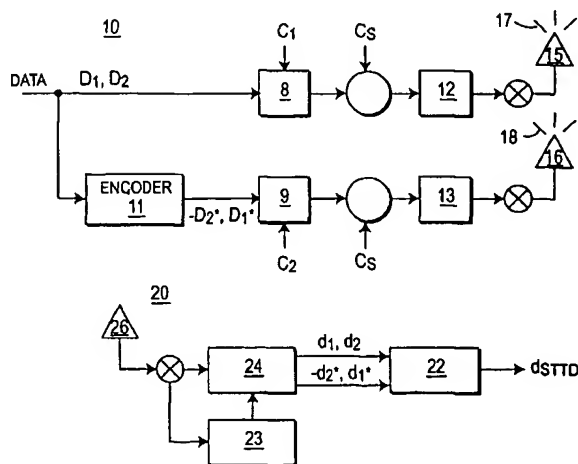 10
C1
CS
17
15
DATA
D1, D2
8
12
18
16
ENCODER
11
-D2*, D1*
9
13
C2
CS
20
26
24
d1, d2
-d2*, d1*
22
dSTTD
23